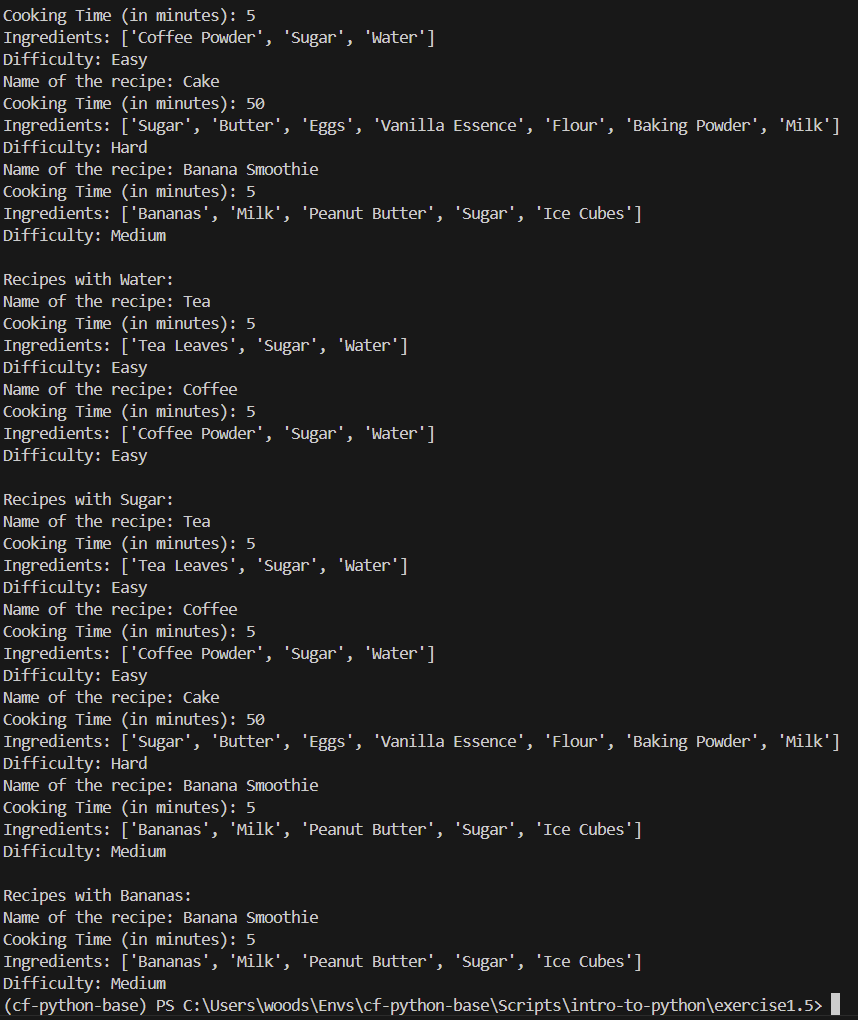 Cooking Time (in minutes): 5
Ingredients: ['Coffee Powder', 'Sugar', 'Water']
Difficulty: Easy
Name of the recipe: Cake
Cooking Time (in minutes): 50
Ingredients: ['Sugar', 'Butter', 'Eggs', 'Vanilla Essence', 'Flour', 'Baking Powder', 'Milk']
Difficulty: Hard
Name of the recipe: Banana Smoothie
Cooking Time (in minutes): 5
Ingredients: ['Bananas', 'Milk', 'Peanut Butter', 'Sugar', 'Ice Cubes']
Difficulty: Medium

Recipes with Water:
Name of the recipe: Tea
Cooking Time (in minutes): 5
Ingredients: ['Tea Leaves', 'Sugar', 'Water']
Difficulty: Easy
Name of the recipe: Coffee
Cooking Time (in minutes): 5
Ingredients: ['Coffee Powder', 'Sugar', 'Water']
Difficulty: Easy

Recipes with Sugar:
Name of the recipe: Tea
Cooking Time (in minutes): 5
Ingredients: ['Tea Leaves', 'Sugar', 'Water']
Difficulty: Easy
Name of the recipe: Coffee
Cooking Time (in minutes): 5
Ingredients: ['Coffee Powder', 'Sugar', 'Water']
Difficulty: Easy
Name of the recipe: Cake
Cooking Time (in minutes): 50
Ingredients: ['Sugar', 'Butter', 'Eggs', 'Vanilla Essence', 'Flour', 'Baking Powder', 'Milk']
Difficulty: Hard
Name of the recipe: Banana Smoothie
Cooking Time (in minutes): 5
Ingredients: ['Bananas', 'Milk', 'Peanut Butter', 'Sugar', 'Ice Cubes']
Difficulty: Medium

Recipes with Bananas:
Name of the recipe: Banana Smoothie
Cooking Time (in minutes): 5
Ingredients: ['Bananas', 'Milk', 'Peanut Butter', 'Sugar', 'Ice Cubes']
Difficulty: Medium
(cf-python-base) PS C:\Users\woods\Envs\cf-python-base\Scripts\intro-to-python\exercise1.5>